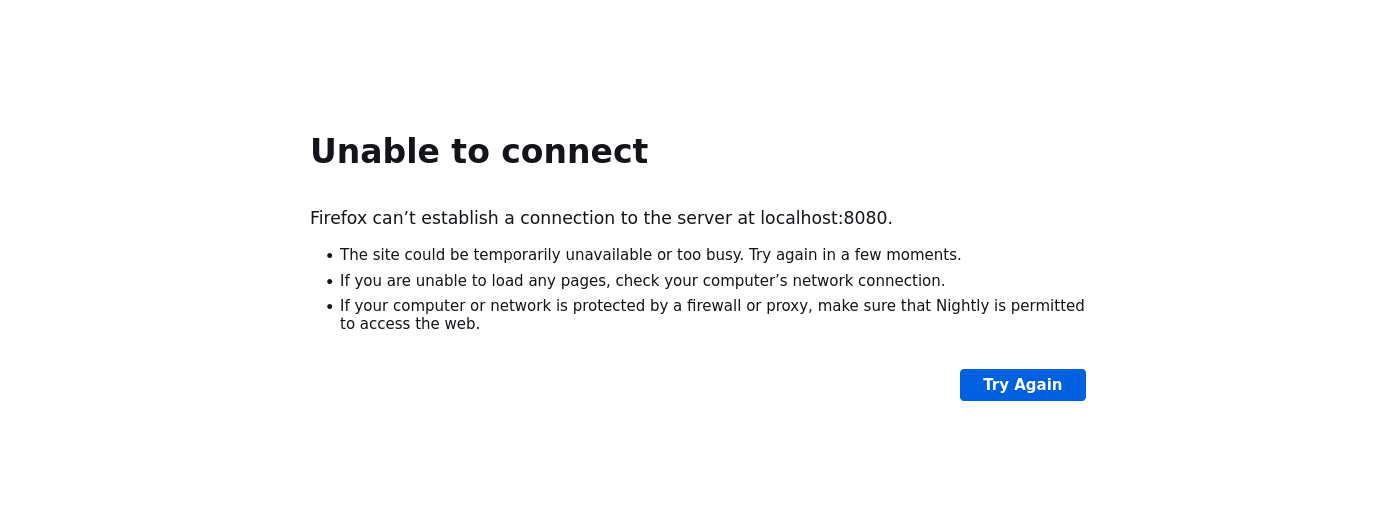 Unable to connect
Firefox can’t establish a connection to the server at localhost:8080.
• The site could be temporarily unavailable or too busy. Try again in a few moments.
• If you are unable to load any pages, check your computer’s network connection.
• If your computer or network is protected by a firewall or proxy, make sure that Nightly is permitted
to access the web.
Try Again